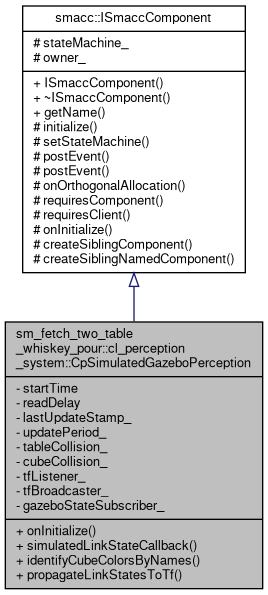 smacc::ISmaccComponent
# stateMachine_
# owner_
+ ISmaccComponent()
+ ~ISmaccComponent()
+ getName()
# initialize()
# setStateMachine()
# postEvent()
# postEvent()
# onOrthogonalAllocation()
# requiresComponent()
# requiresClient()
# onInitialize()
# createSiblingComponent()
# createSiblingNamedComponent()
sm_fetch_two_table
_whiskey_pour::cl_perception
_system::CpSimulatedGazeboPerception
- startTime
- readDelay
- lastUpdateStamp_
- updatePeriod_
- tableCollision_
- cubeCollision_
- tfListener_
- tfBroadcaster_
- gazeboStateSubscriber_
+ onInitialize()
+ simulatedLinkStateCallback()
+ identifyCubeColorsByNames()
+ propagateLinkStatesToTf()